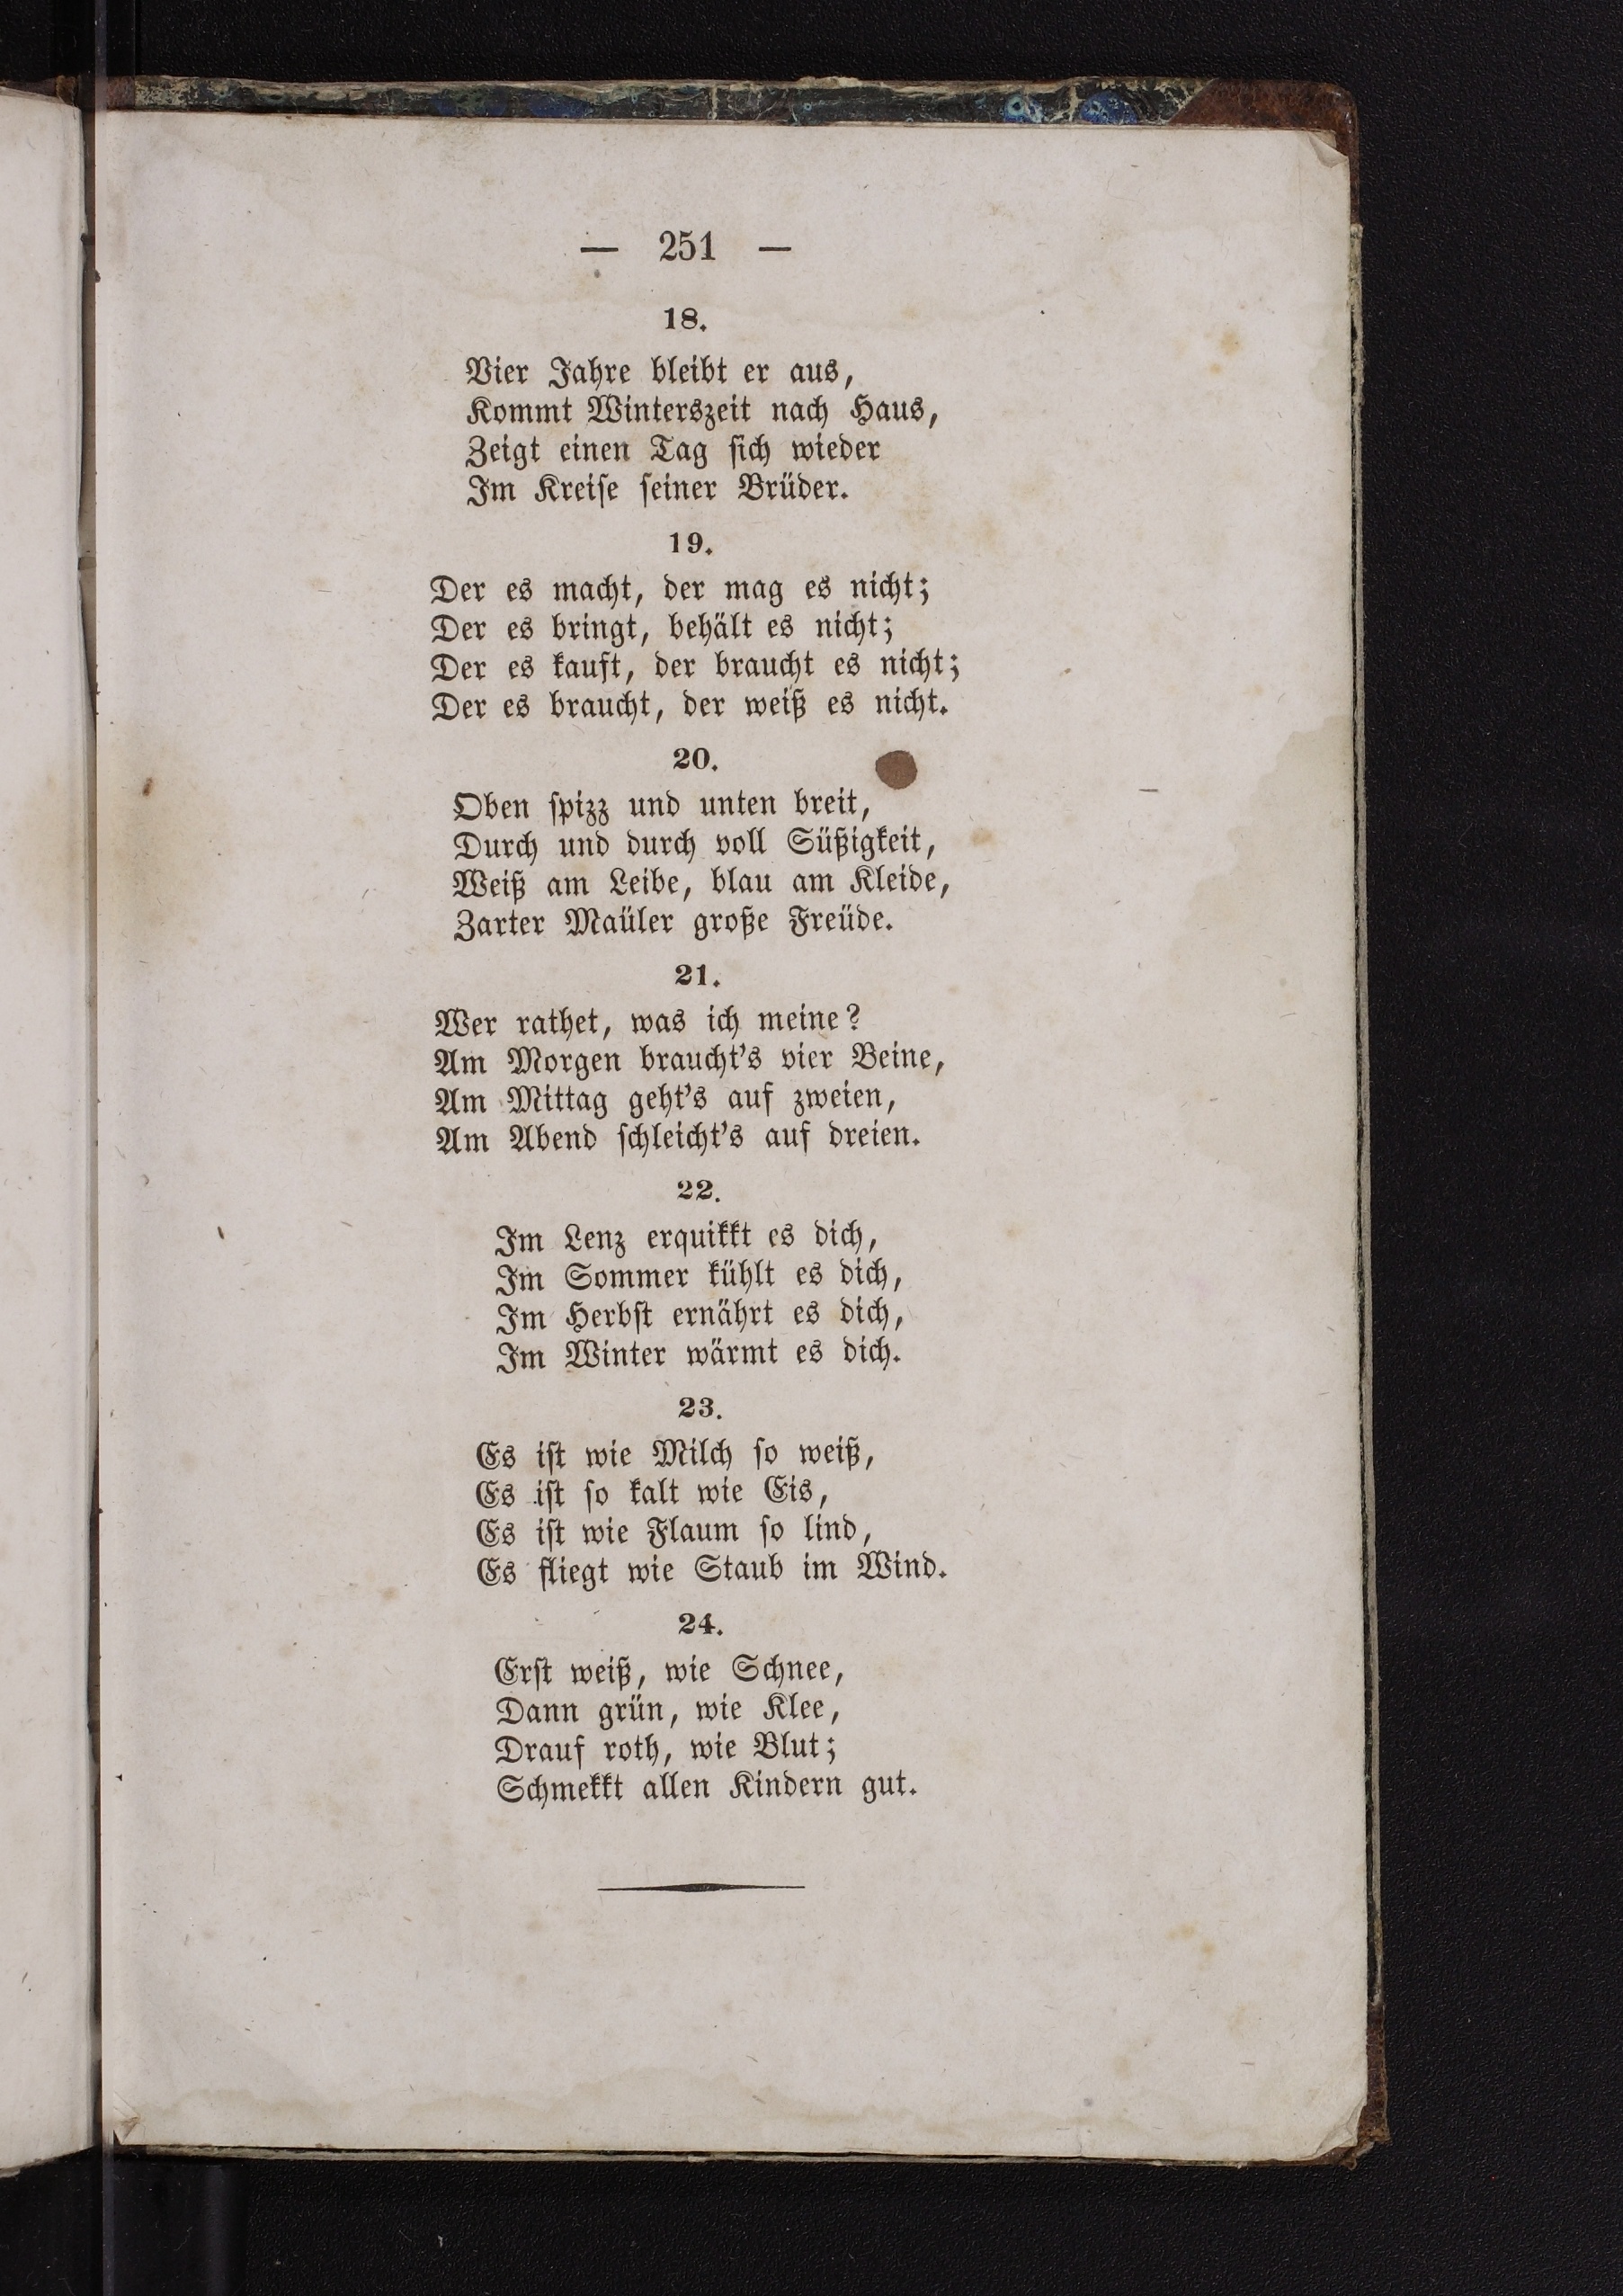 — 251 —
18.
Vier Jahre bleibt er aus,
Kommt Winterszeit nach Haus,
Zeigt einen Tag ſich wieder
Im Kreiſe ſeiner Brüder.
19.
Der es macht, der mag es nicht;
Der es bringt, behält es nicht;
Der es kauft, der braucht es nicht;
Der es braucht, der weiß es nicht.
20.
Oben ſpizz und unten breit,
Durch und durch voll Süßigkeit,
Weiß am Leibe, blau am Kleide,
Zarter Maüler große Freüde.
21.
Wer rathet, was ich meine?
Am Morgen braucht's vier Beine,
Am Mittag geht's auf zweien,
Am Abend ſchleicht's auf dreien.
22.
Im Lenz erquikkt es dich,
Im Sommer kühlt es dich,
Im Herbſt ernährt es dich,
Im Winter wärmt es dich.
23.
Es iſt wie Milch ſo weiß,
Es iſt ſo kalt wie Eis,
Es iſt wie Flaum ſo lind,
Es fliegt wie Staub im Wind.
24.
Erſt weiß, wie Schnee,
Dann grün, wie Klee,
Drauf roth, wie Blut;
Schmekkt allen Kindern gut.